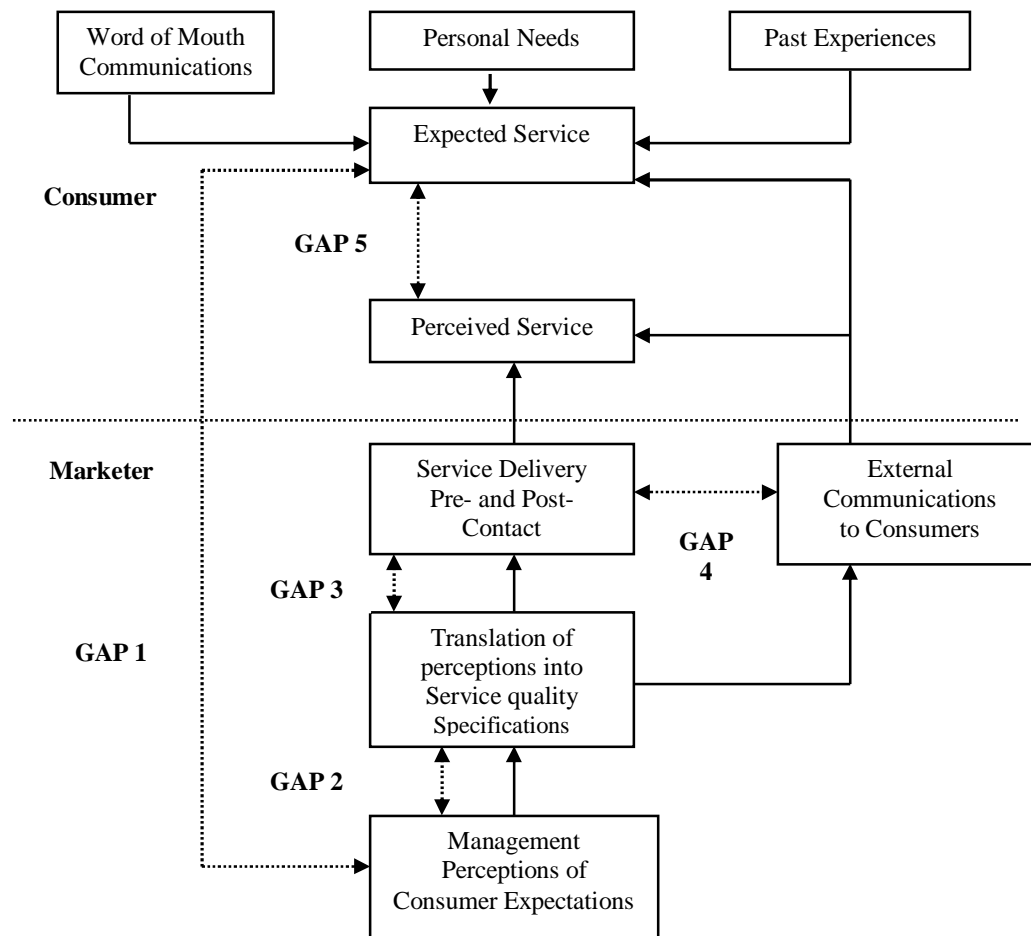 Word of Mouth
Communications
Personal Needs
Past Experiences
Expected Service
Consumer
GAP 5
Perceived Service
Marketer
Service Delivery
Pre- and Post-
Contact
External
Communications
to Consumers
GAP
4
GAP 3
GAP 1
Translation of
perceptions into
Service quality
Specifications
GAP 2
Management
Perceptions of
Consumer Expectations